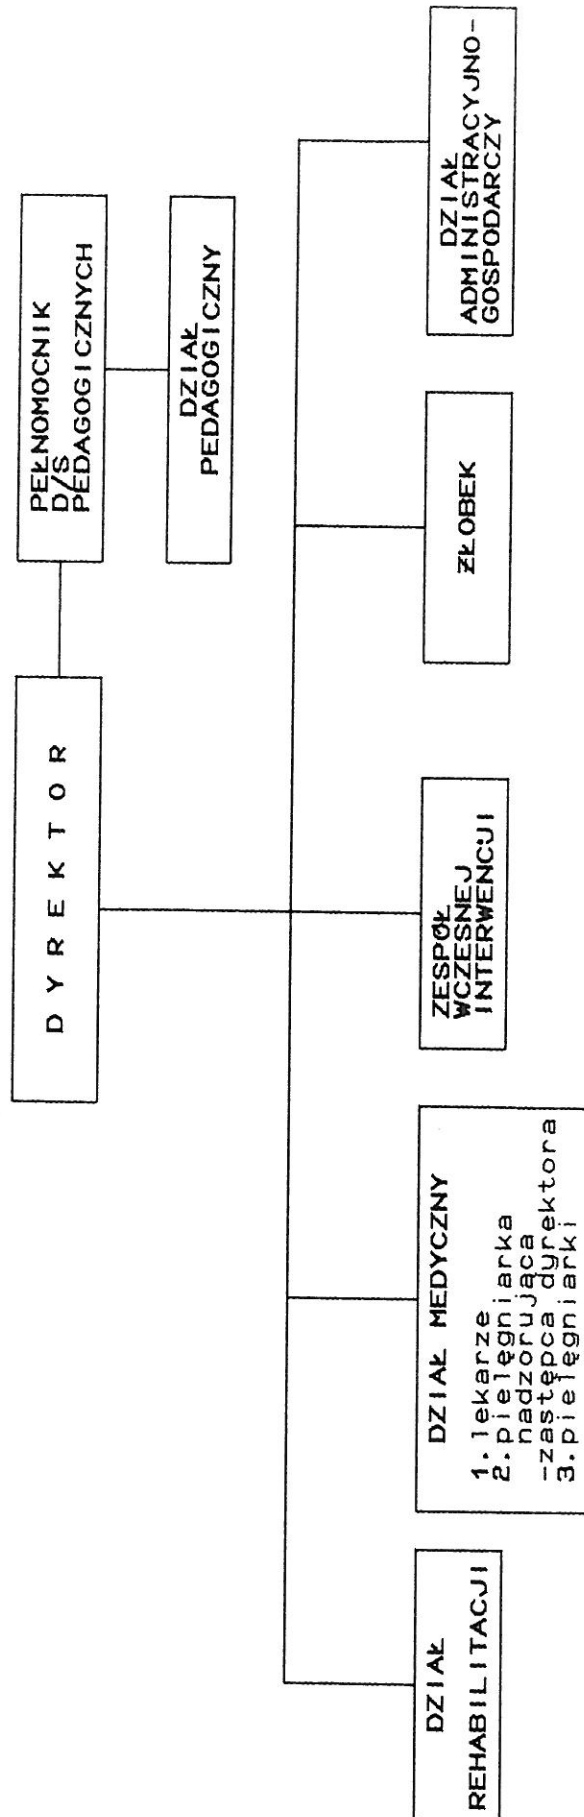 D Y R E K T O R
PEŁNOMOCNIK
D/S
PEDAGOGICZNYCH
DZIAŁ
PEDAGOGICZNY
DZIAŁ
REHABILITACJI
DZIAŁ MEDYCZNY
1. lekarze
2. pielęgniarka
nadzorująca
-zastępca dyrektora
3. pielęgniarki
ZESPÓŁ
WCZESNEJ
INTERWENCJI
ŻŁOBEK
DZIAŁ
ADMINISTRACYJNO-
GOSPODARCZY